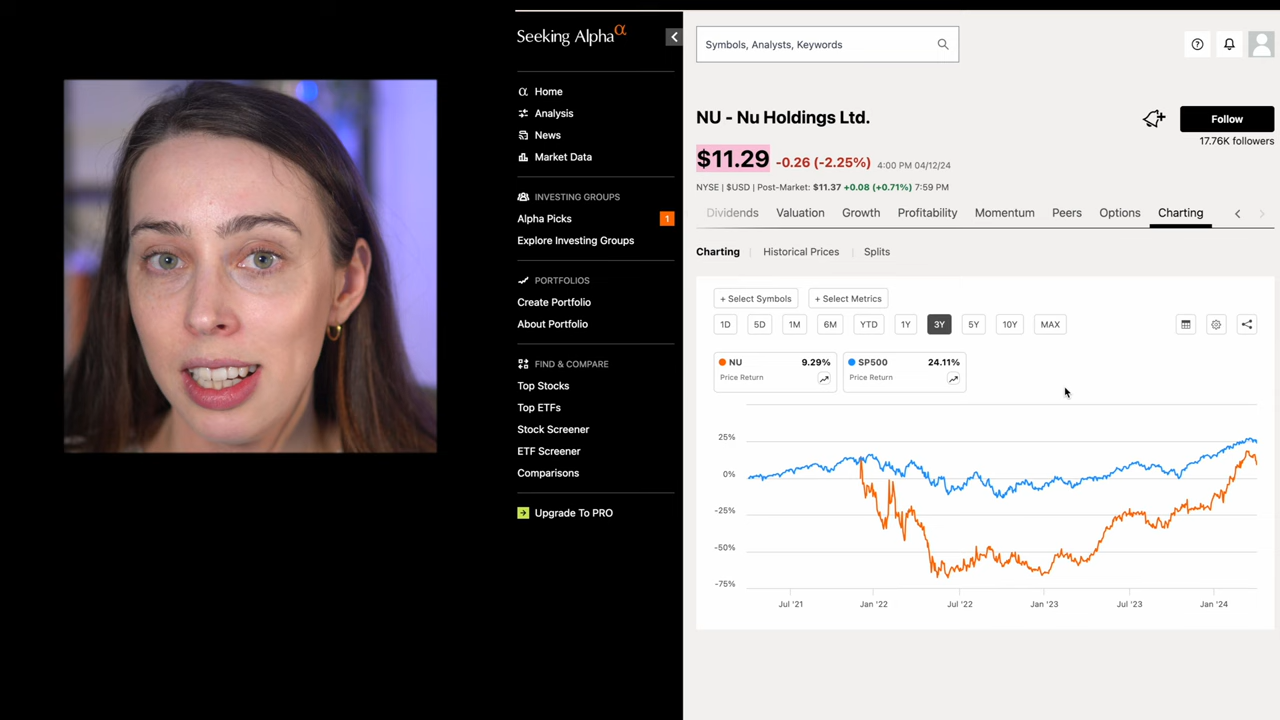 Seeking Alphaα
Home
Analysis
News
Market Data
INVESTING GROUPS
Alpha Picks
1
Explore Investing Groups
PORTFOLIOS
Create Portfolio
About Portfolio
FIND & COMPARE
Top Stocks
Top ETFs
Stock Screener
ETF Screener
Comparisons
Upgrade To PRO
Symbols, Analysts, Keywords
NU - Nu Holdings Ltd.
Follow
17.76K followers
$11.29 -0.26 (-2.25%) 4:00 PM 04/12/24
NYSE | $USD | Post-Market: $11.37 +0.08 (+0.71%) 7:59 PM
Dividends Valuation Growth Profitability Momentum Peers Options Charting
Charting Historical Prices Splits
+ Select Symbols + Select Metrics
1D 5D 1M 6M YTD 1Y 3Y 5Y 10Y MAX
NU 9.29%
Price Return
SP500 24.11%
Price Return
25%
0%
-25%
-50%
-75%
Jul '21 Jan '22 Jul '22 Jan '23 Jul '23 Jan '24